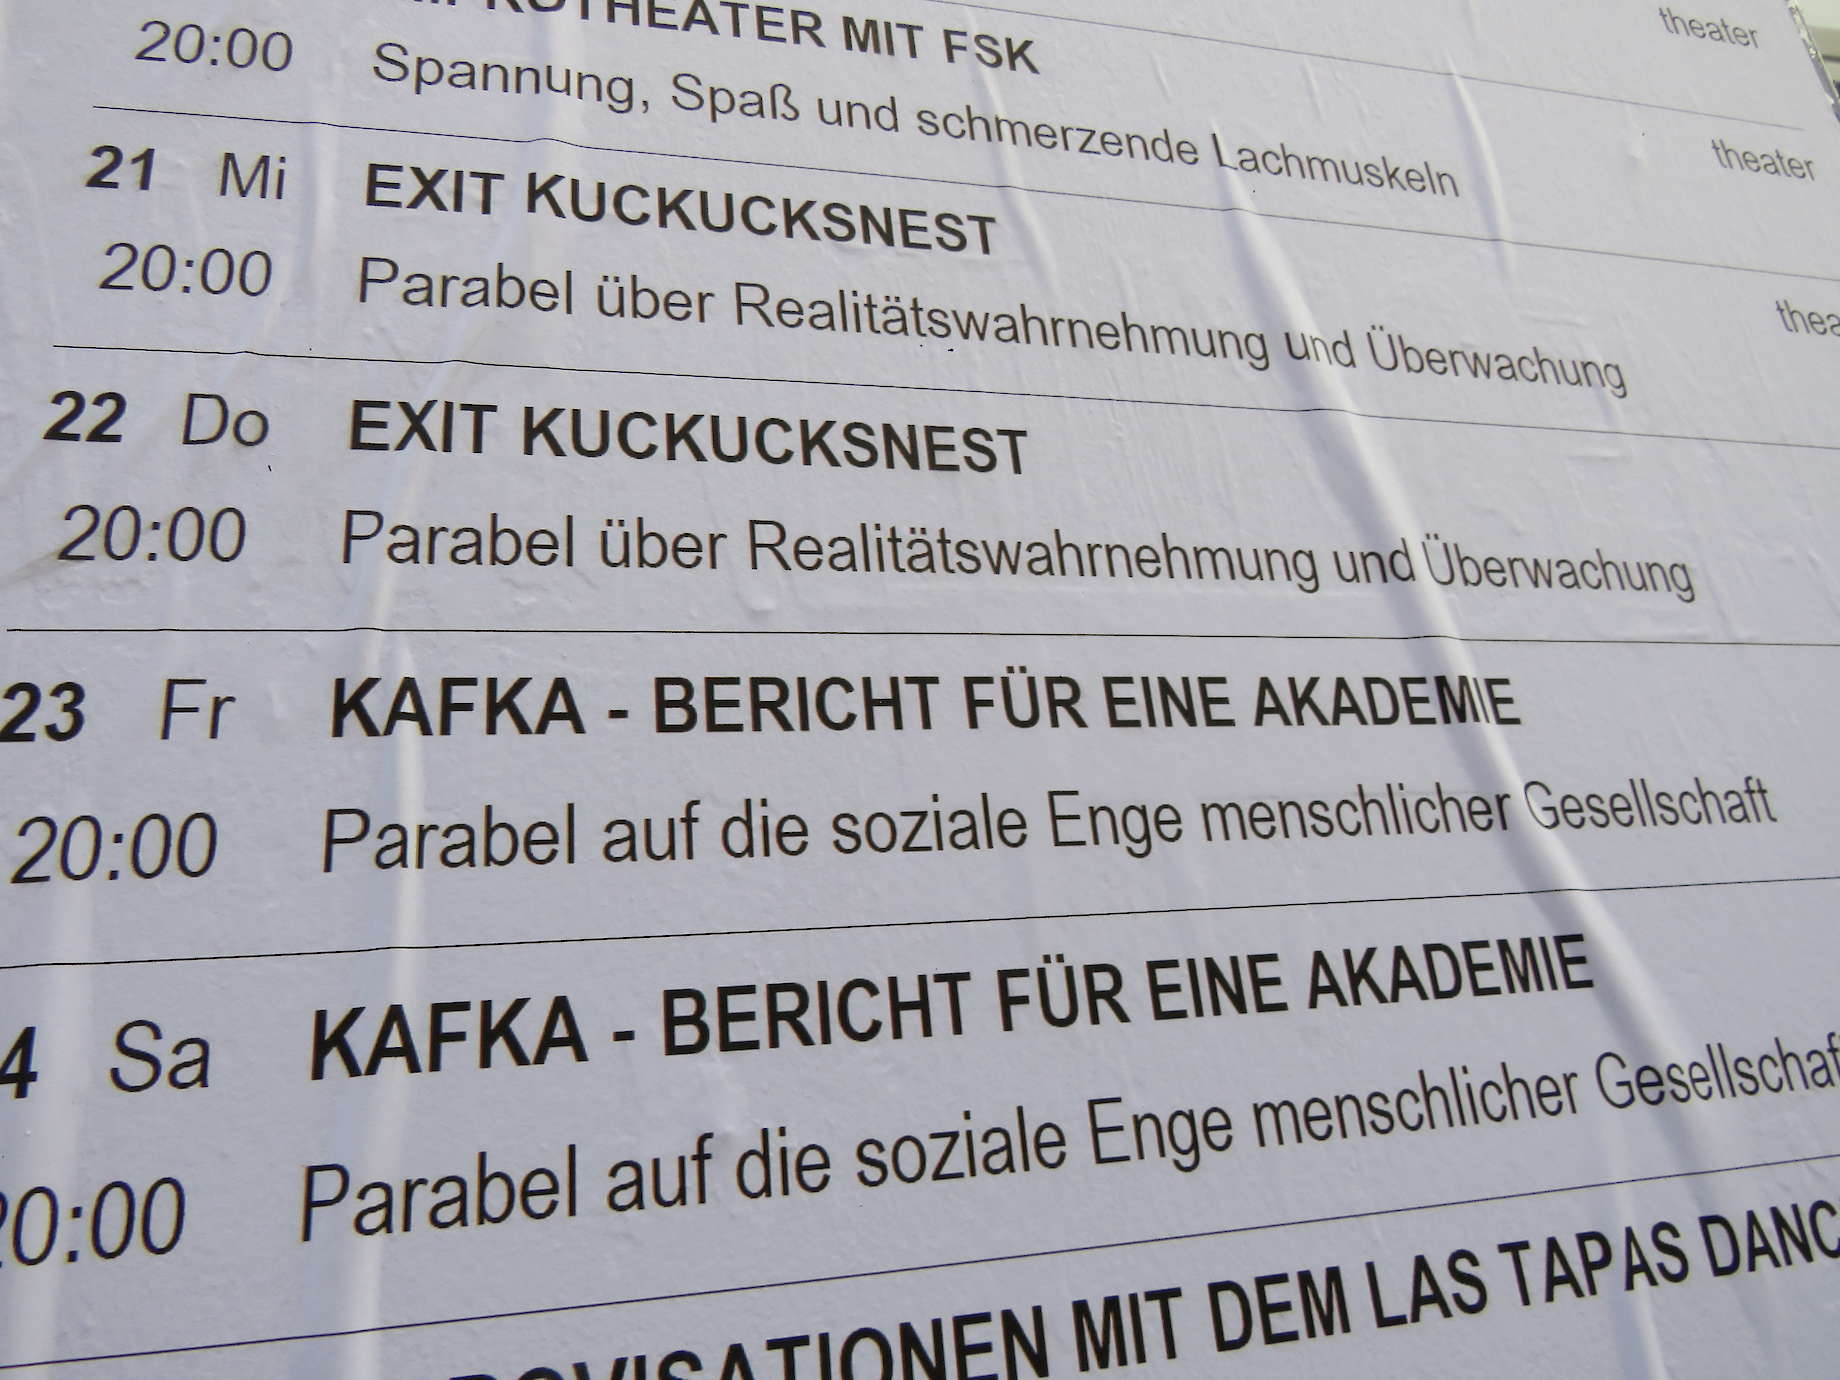 MIT FSK
theater
20:00 Spannung, Spaß und schmerzende Lachmuskeln
21 Mi EXIT KUCKUCKSNEST
theater
20:00 Parabel über Realitätswahrnehmung und Überwachung
22 Do EXIT KUCKUCKSNEST
20:00 Parabel über Realitätswahrnehmung und Überwachung
23 Fr KAFKA - BERICHT FÜR EINE AKADEMIE
20:00 Parabel auf die soziale Enge menschlicher Gesellschaft
4 Sa KAFKA - BERICHT FÜR EINE AKADEMIE
20:00 Parabel auf die soziale Enge menschlicher
MIT DEM LAS TAPAS